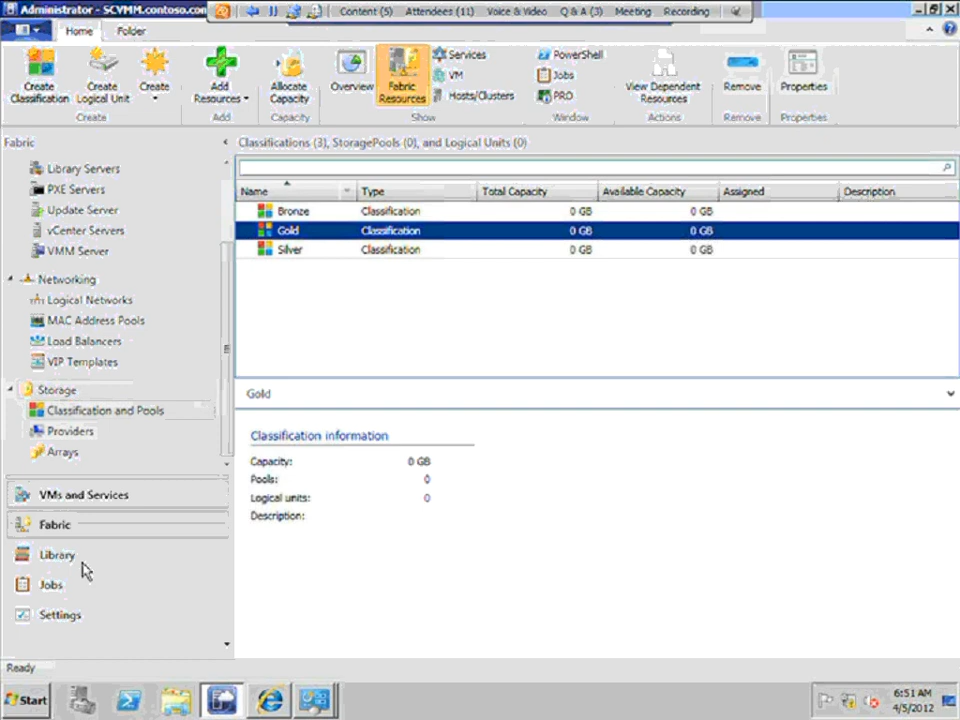 Administrator - SCVMM.contoso.com
Content (5) Attendees (11) Voice & Video Q & A (3) Meeting Recording
Home Folder
Create Classification
Create Logical Unit
Create
Add Resources
Allocate Capacity
Overview
Fabric Resources
Services
VM
Hosts/Clusters
PowerShell
Jobs
PRO
View Dependent Resources
Remove
Properties
Create Add Capacity Show Window Actions Remove Properties
Fabric
Library Servers
PXE Servers
Update Server
vCenter Servers
VMM Server
Networking
Logical Networks
MAC Address Pools
Load Balancers
VIP Templates
Storage
Classification and Pools
Providers
Arrays
VMs and Services
Fabric
Library
Jobs
Settings
Classifications (3), StoragePools (0), and Logical Units (0)
Name Type Total Capacity Available Capacity Assigned Description
Bronze Classification 0 GB 0 GB
Gold Classification 0 GB 0 GB
Silver Classification 0 GB 0 GB
Gold
Classification information
Capacity: 0 GB
Pools: 0
Logical units: 0
Description:
Ready
Start
6:51 AM
4/5/2012